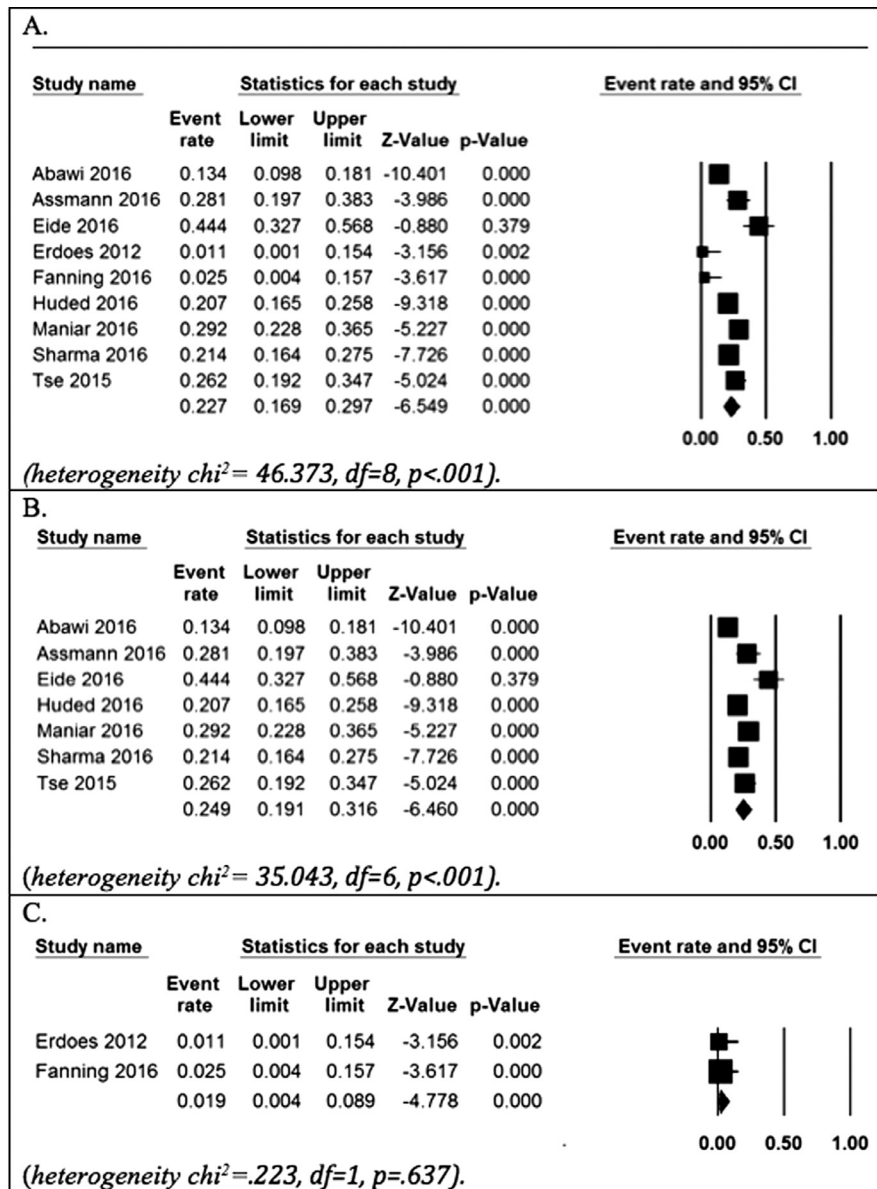 A.
Study name Statistics for each study Event rate and 95% CI
Event Lower Upper
rate limit limit Z-Value p-Value
Abawi 2016 0.134 0.098 0.181 -10.401 0.000
Assmann 2016 0.281 0.197 0.383 -3.986 0.000
Eide 2016 0.444 0.327 0.568 -0.880 0.379
Erdoes 2012 0.011 0.001 0.154 -3.156 0.002
Fanning 2016 0.025 0.004 0.157 -3.617 0.000
Huded 2016 0.207 0.165 0.258 -9.318 0.000
Maniar 2016 0.292 0.228 0.365 -5.227 0.000
Sharma 2016 0.214 0.164 0.275 -7.726 0.000
Tse 2015 0.262 0.192 0.347 -5.024 0.000
0.227 0.169 0.297 -6.549 0.000
0.00 0.50 1.00
(heterogeneity chi²= 46.373, df=8, p<.001).
B.
Study name Statistics for each study Event rate and 95% CI
Event Lower Upper
rate limit limit Z-Value p-Value
Abawi 2016 0.134 0.098 0.181 -10.401 0.000
Assmann 2016 0.281 0.197 0.383 -3.986 0.000
Eide 2016 0.444 0.327 0.568 -0.880 0.379
Huded 2016 0.207 0.165 0.258 -9.318 0.000
Maniar 2016 0.292 0.228 0.365 -5.227 0.000
Sharma 2016 0.214 0.164 0.275 -7.726 0.000
Tse 2015 0.262 0.192 0.347 -5.024 0.000
0.249 0.191 0.316 -6.460 0.000
0.00 0.50 1.00
(heterogeneity chi²= 35.043, df=6, p<.001).
C.
Study name Statistics for each study Event rate and 95% CI
Event Lower Upper
rate limit limit Z-Value p-Value
Erdoes 2012 0.011 0.001 0.154 -3.156 0.002
Fanning 2016 0.025 0.004 0.157 -3.617 0.000
0.019 0.004 0.089 -4.778 0.000
0.00 0.50 1.00
(heterogeneity chi²=.223, df=1, p=.637).